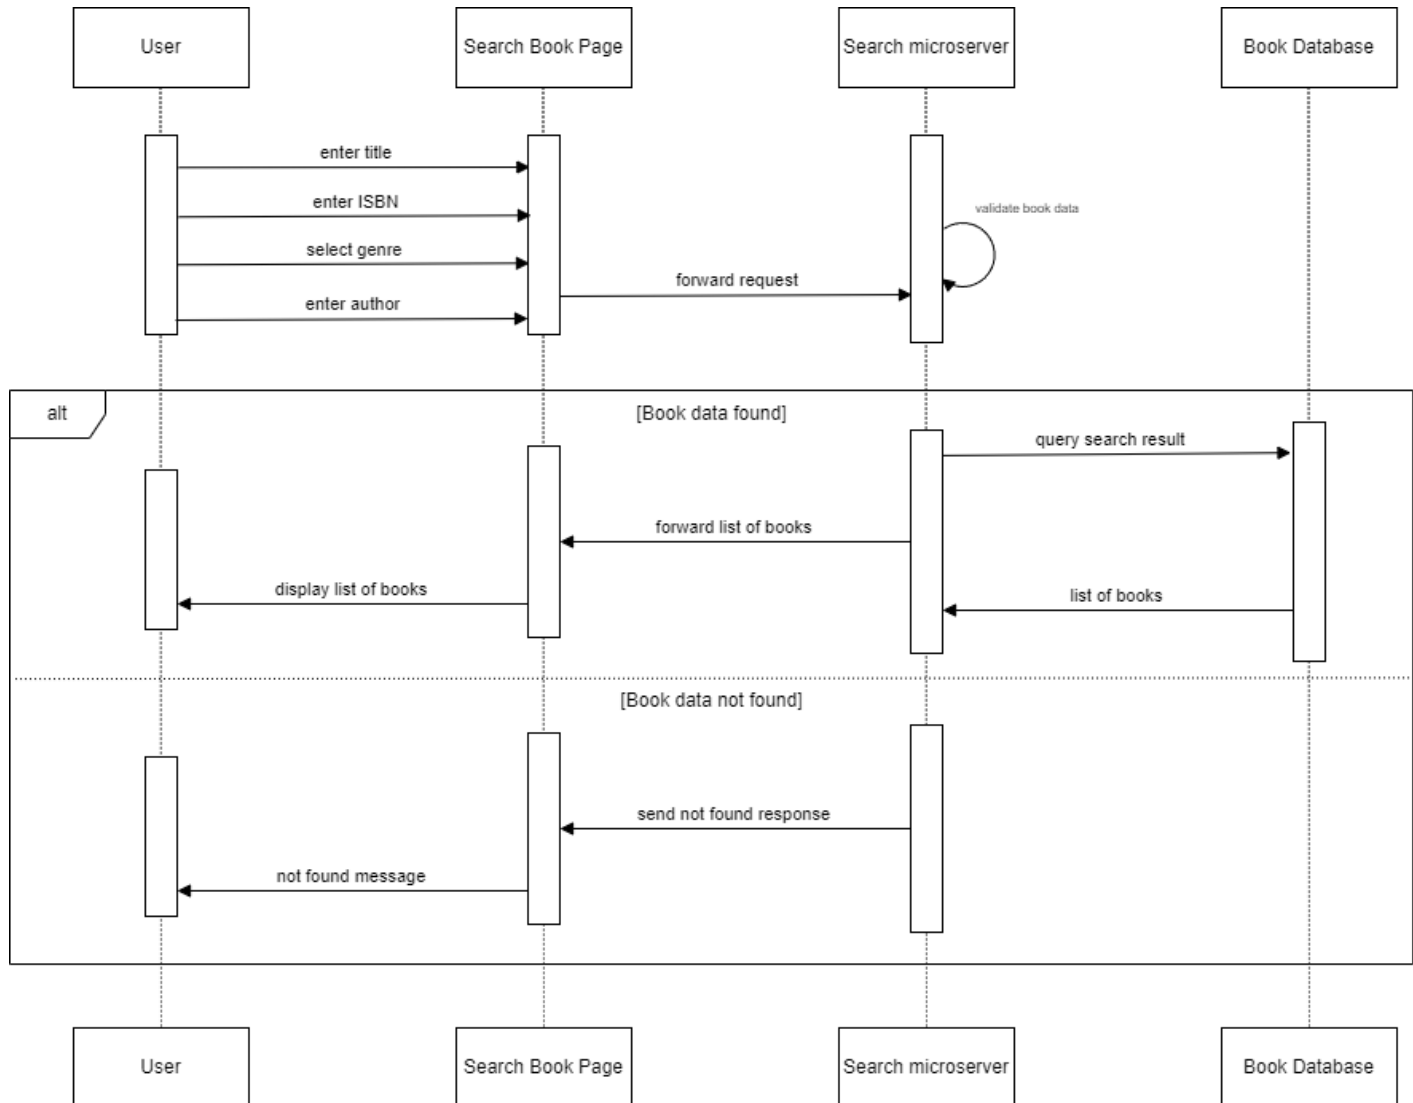 User
Search Book Page
Search microserver
Book Database
enter title
enter ISBN
validate book data
select genre
forward request
enter author
alt
[Book data found]
query search result
forward list of books
display list of books
list of books
[Book data not found]
send not found response
not found message
User
Search Book Page
Search microserver
Book Database